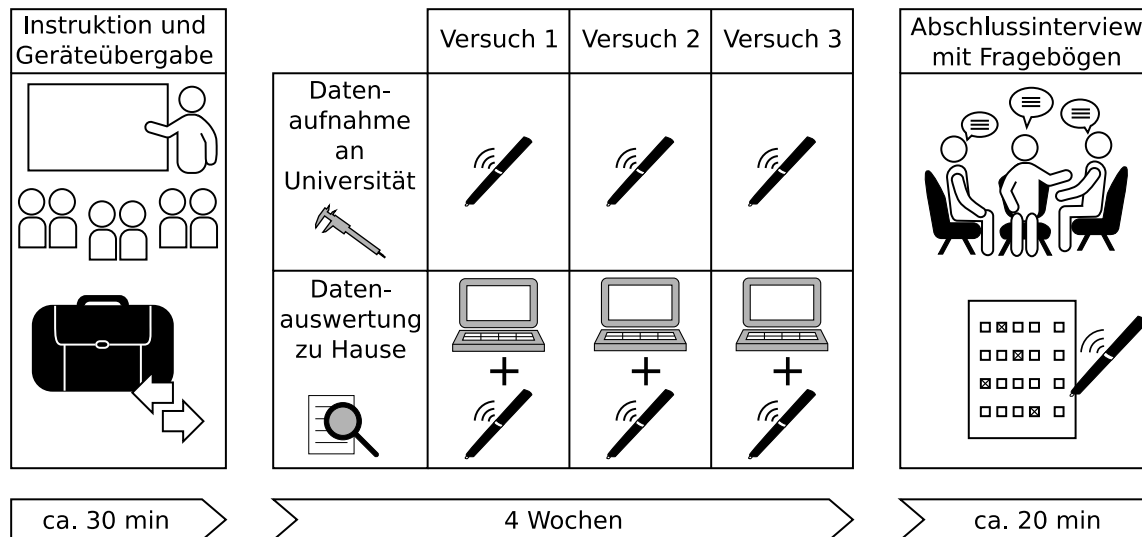 Instruktion und
Geräteübergabe
Versuch 1
Versuch 2
Versuch 3
Daten-
aufnahme
an
Universität
Daten-
auswertung
zu Hause
Abschlussinterview
mit Fragebögen
ca. 30 min
4 Wochen
ca. 20 min